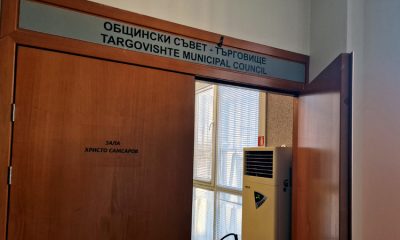 ОБЩИНСКИ СЪВЕТ - ТЪРГОВИЩЕ
TARGOVISHTE MUNICIPAL COUNCIL
ЗАЛА
ХРИСТО САМСАРОВ